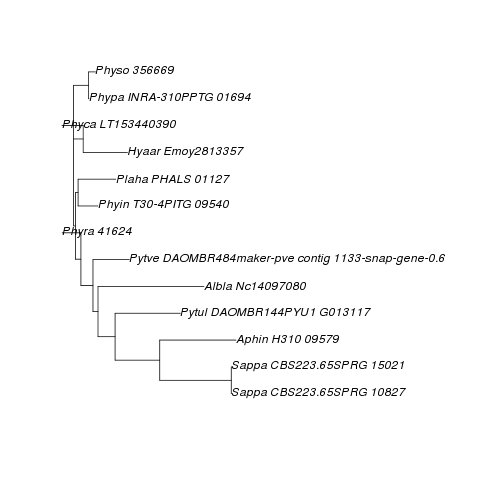 Physo 356669
Phypa INRA-310PPTG 01694
Phyca LT153440390
Hyaar Emoy2813357
Plaha PHALS 01127
Phyin T30-4PITG 09540
Phyra 41624
Pytve DAOMBR484maker-pve contig 1133-snap-gene-0.6
Albla Nc14097080
Pytul DAOMBR144PYU1 G013117
Aphin H310 09579
Sappa CBS223.65SPRG 15021
Sappa CBS223.65SPRG 10827